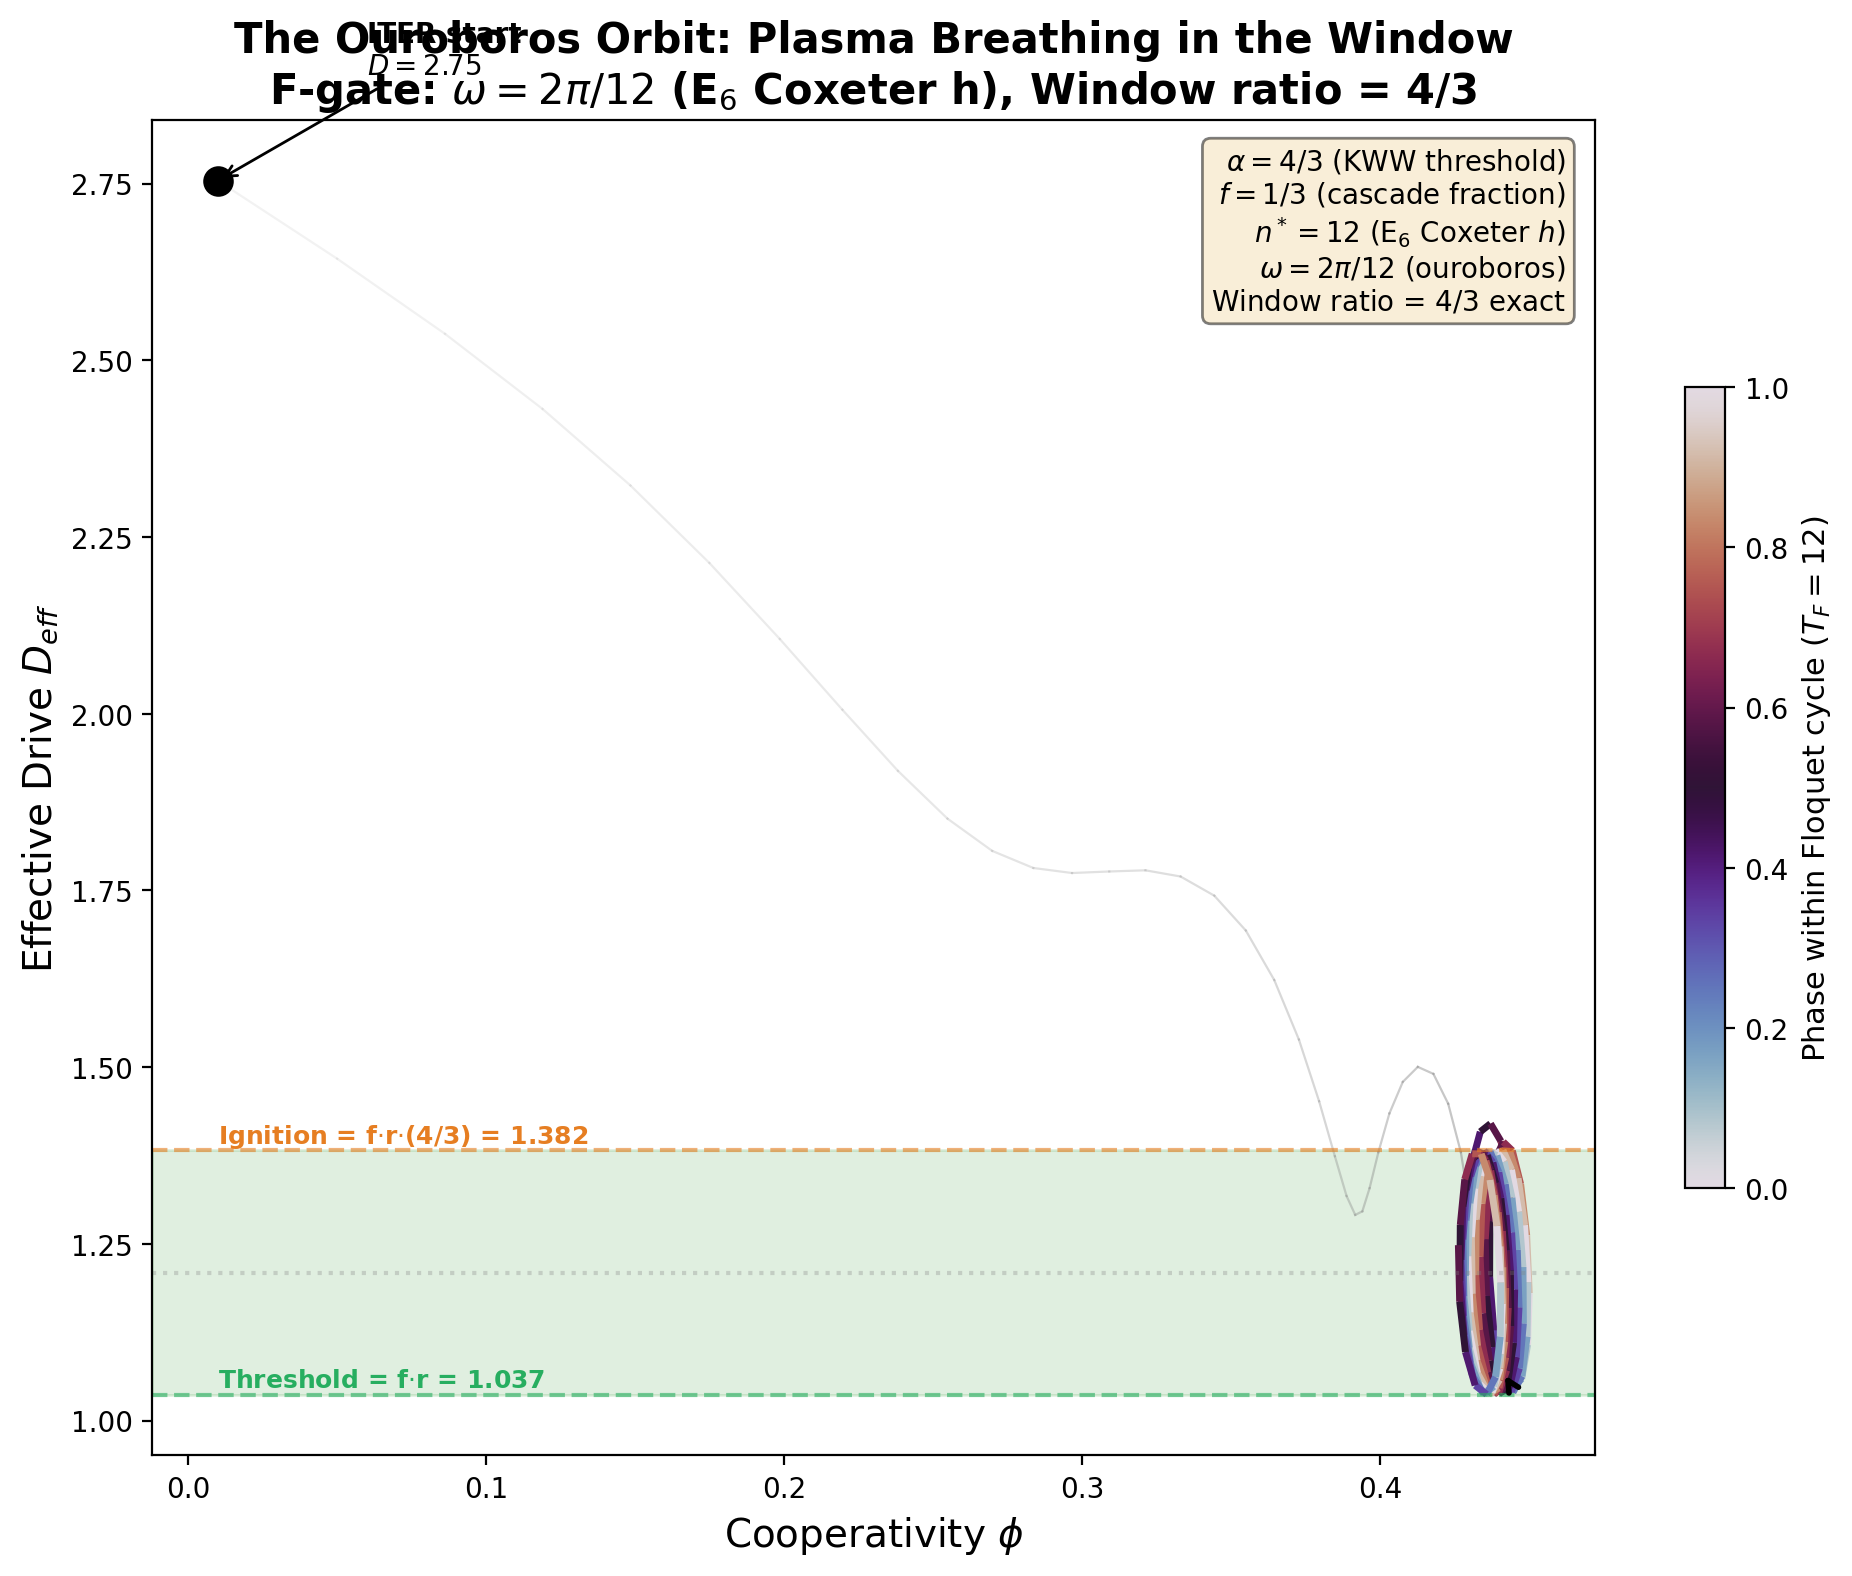 The Ouroboros Orbit: Plasma Breathing in the Window
F-gate: ω = 2π/12 (E₆ Coxeter h), Window ratio = 4/3
ITER start
D = 2.75
α = 4/3 (KWW threshold)
f = 1/3 (cascade fraction)
n* = 12 (E₆ Coxeter h)
ω = 2π/12 (ouroboros)
Window ratio = 4/3 exact
Effective Drive D_eff
2.75
2.50
2.25
2.00
1.75
1.50
1.25
1.00
Ignition = f·r·(4/3) = 1.382
Threshold = f·r = 1.037
0.0 0.1 0.2 0.3 0.4
Cooperativity ϕ
1.0
0.8
0.6
0.4
0.2
0.0
Phase within Floquet cycle (T_F = 12)